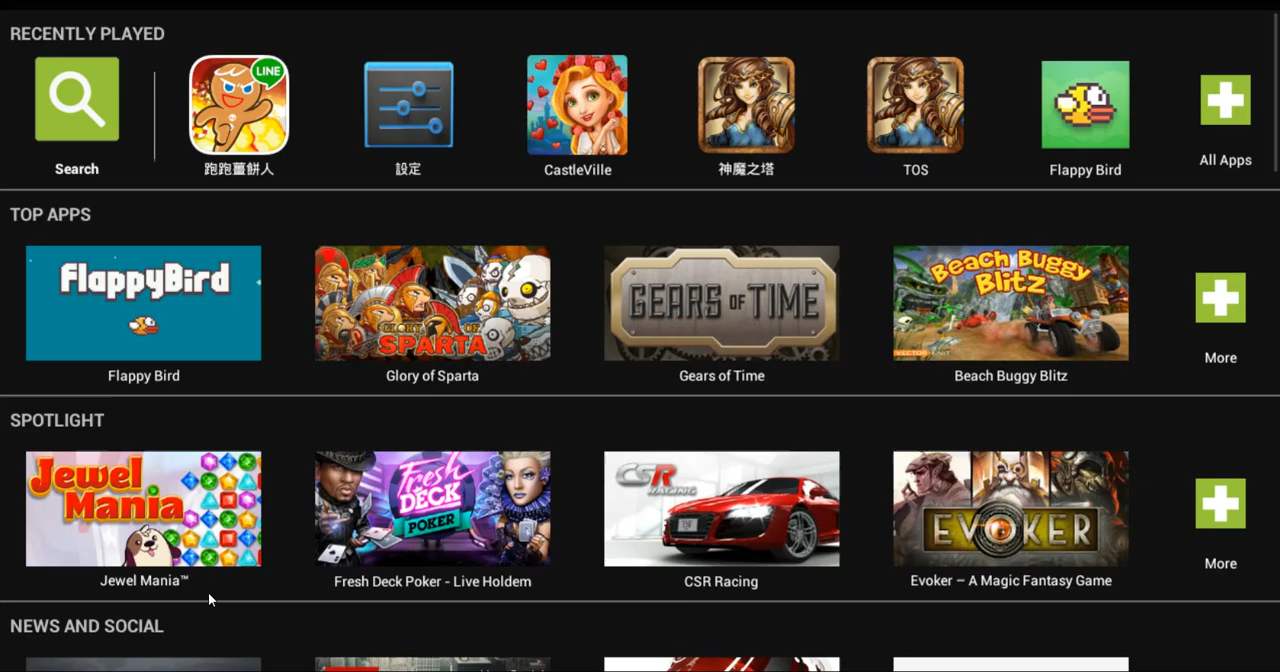 RECENTLY PLAYED
LINE
Search
跑跑薑餅人
設定
CastleVille
神魔之塔
TOS
Flappy Bird
All Apps
TOP APPS
FlappyBird
GLORY OF
SPARTA
GEARS OF TIME
Beach Buggy
Blitz
VECTOR UNIT
Flappy Bird
Glory of Sparta
Gears of Time
Beach Buggy Blitz
More
SPOTLIGHT
Jewel
Mania
Fresh
DECK
POKER
CSR
RACING
EVOKER
Jewel Mania™
Fresh Deck Poker - Live Holdem
CSR Racing
Evoker – A Magic Fantasy Game
More
NEWS AND SOCIAL